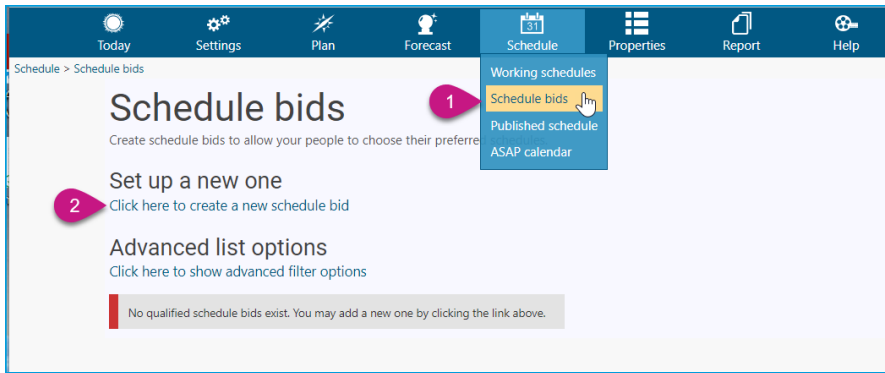 31
Today Settings Plan Forecast Schedule Properties Report Help
Schedule > Schedule bids
Working schedules
1
Schedule bids
Published schedule
ASAP calendar
Schedule bids
Create schedule bids to allow your people to choose their preferred
Set up a new one
2
Click here to create a new schedule bid
Advanced list options
Click here to show advanced filter options
No qualified schedule bids exist. You may add a new one by clicking the link above.